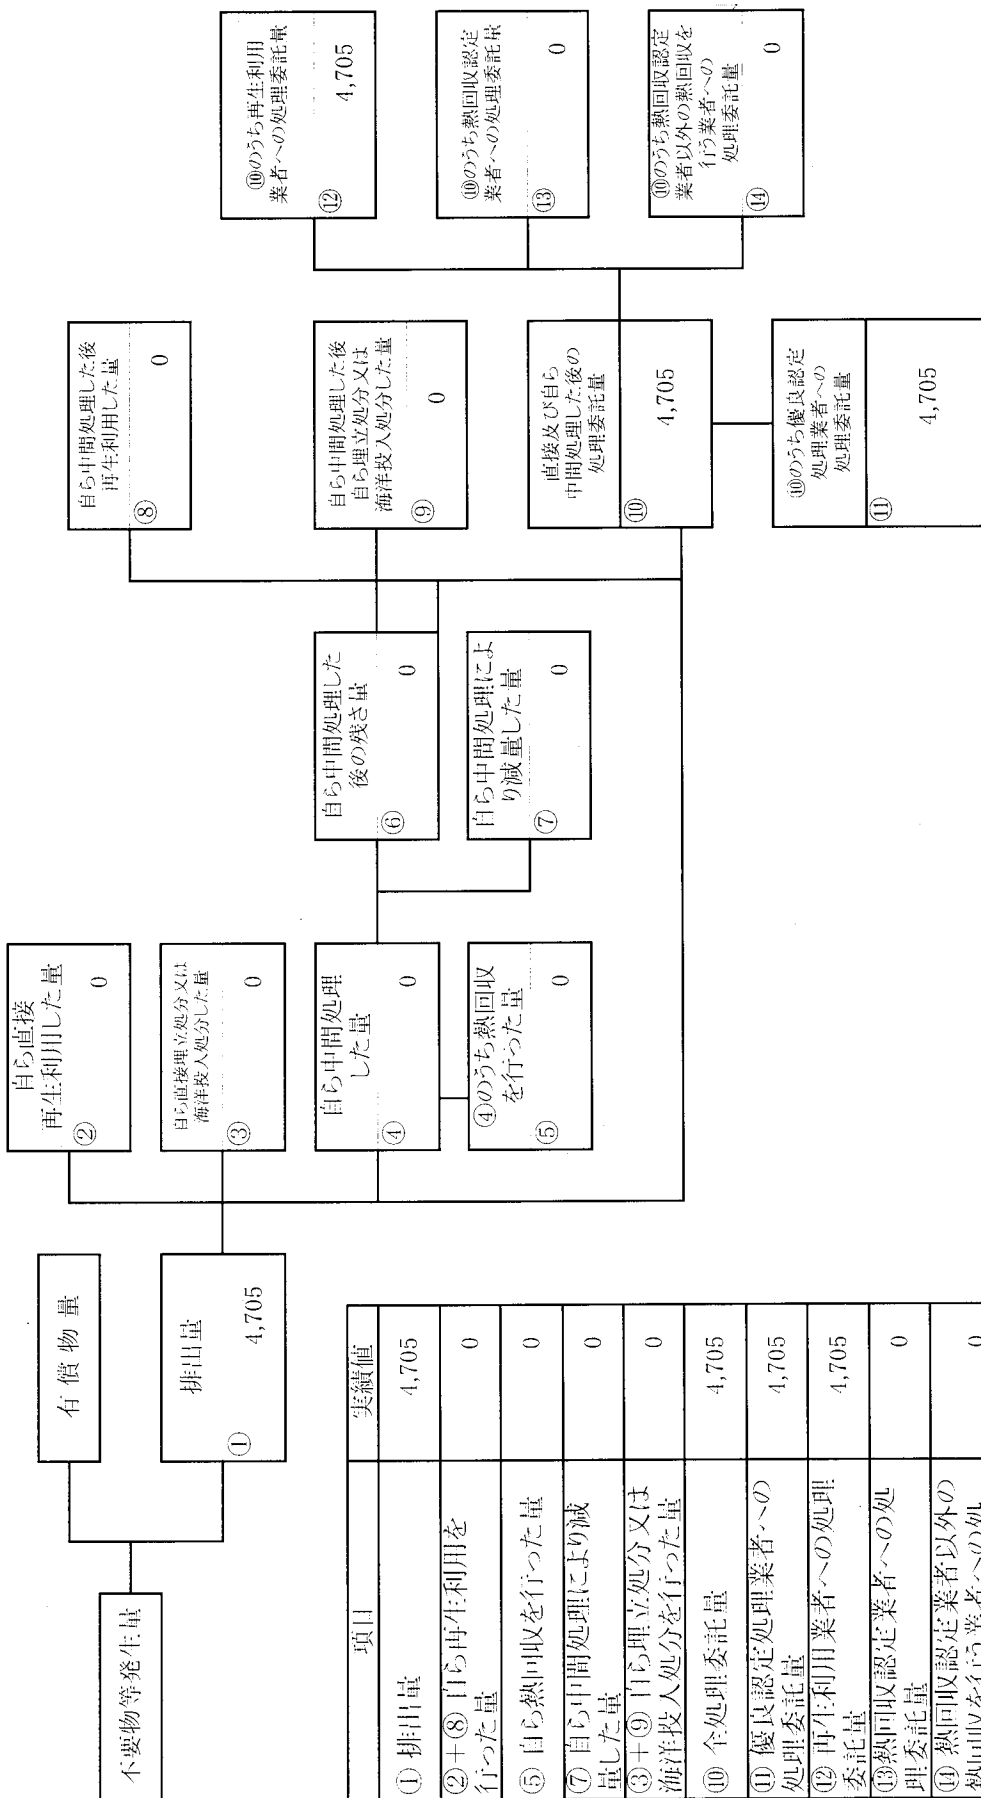 不要物等発生量
有償物量
排出量
① 4,705
自ら直接
再生利用した量
② 0
自ら直接埋立処分又は
海洋投入処分した量
③ 0
自ら中間処理
した量
④ 0
④のうち熱回収
を行った量
⑤ 0
自ら中間処理した
後の残さ量
⑥ 0
自ら中間処理によ
り減量した量
⑦ 0
自ら中間処理した後
再生利用した量
⑧ 0
自ら中間処理した後
自ら埋立処分又は
海洋投入処分した量
⑨ 0
直接及び自ら
中間処理した後の
処理委託量
⑩ 4,705
⑩のうち優良認定
処理業者への
処理委託量
⑪ 4,705
⑩のうち再生利用
業者への処理委託量
⑫ 4,705
⑩のうち熱回収認定
業者への処理委託量
⑬ 0
⑩のうち熱回収認定
業者以外の熱回収を
行う業者への
処理委託量
⑭ 0
項目 実績値
①排出量 4,705
②+⑧ 自ら再生利用を
行った量 0
⑤ 自ら熱回収を行った量 0
⑦ 自ら中間処理により減
量した量 0
③+⑨ 自ら埋立処分又は
海洋投入処分を行った量 0
⑩ 全処理委託量 4,705
⑪ 優良認定処理業者への
処理委託量 4,705
⑫ 再生利用業者への処理
委託量 4,705
⑬熱回収認定業者への処
理委託量 0
⑭ 熱回収認定業者以外の
熱回収を行う業者への処 0